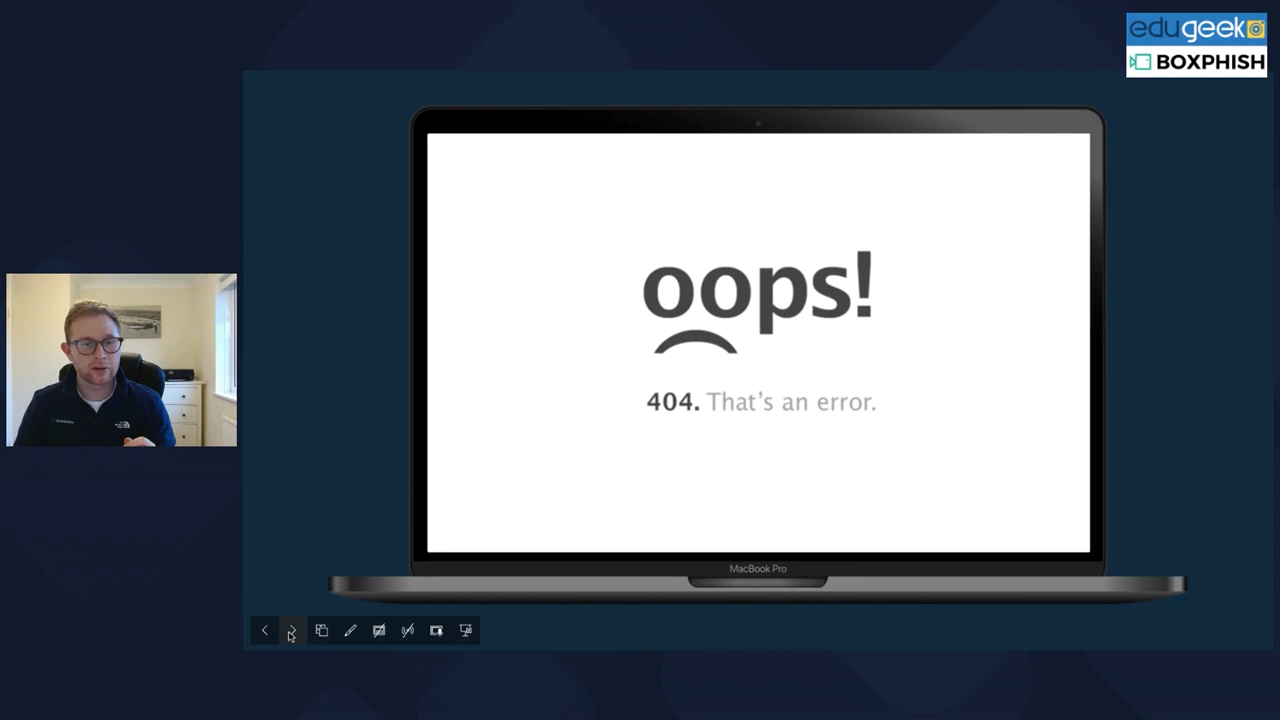 edugeek
BOXPHISH
oops!
404. That's an error.
MacBook Pro